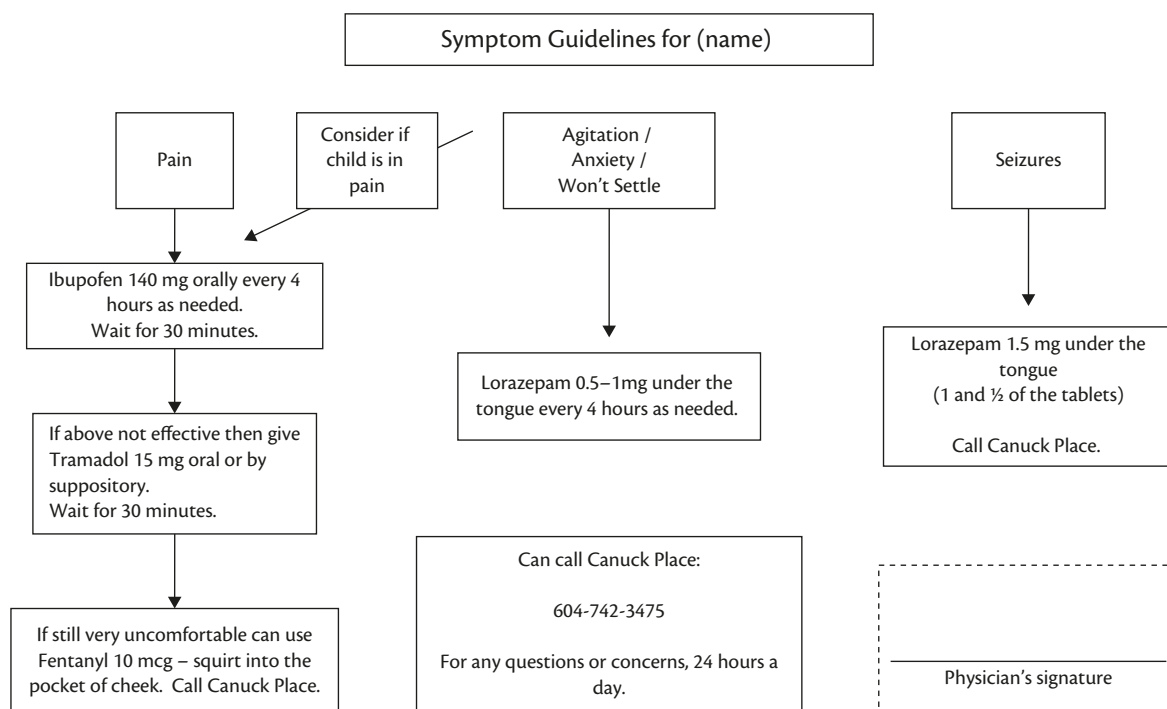 Symptom Guidelines for (name)
Pain
Consider if
child is in
pain
Agitation /
Anxiety /
Won't Settle
Seizures
Ibupofen 140 mg orally every 4
hours as needed.
Wait for 30 minutes.
Lorazepam 0.5–1mg under the
tongue every 4 hours as needed.
Lorazepam 1.5 mg under the
tongue
(1 and ½ of the tablets)
Call Canuck Place.
If above not effective then give
Tramadol 15 mg oral or by
suppository.
Wait for 30 minutes.
If still very uncomfortable can use
Fentanyl 10 mcg – squirt into the
pocket of cheek. Call Canuck Place.
Can call Canuck Place:
604-742-3475
For any questions or concerns, 24 hours a
day.
Physician's signature